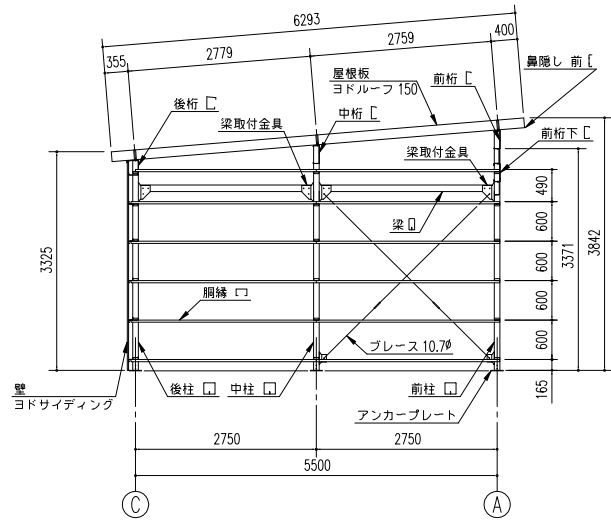 6293
2779
2759
400
355
屋根板
ヨドルーフ 150
前桁
鼻隠し 前
後桁
梁取付金具
中桁
梁取付金具
前桁下
梁
490
600
600
600
600
165
3325
3371
3842
胴縁
ブレース 10.7φ
壁
ヨドサイディング
後柱
中柱
前柱
アンカープレート
2750
2750
5500
C
A